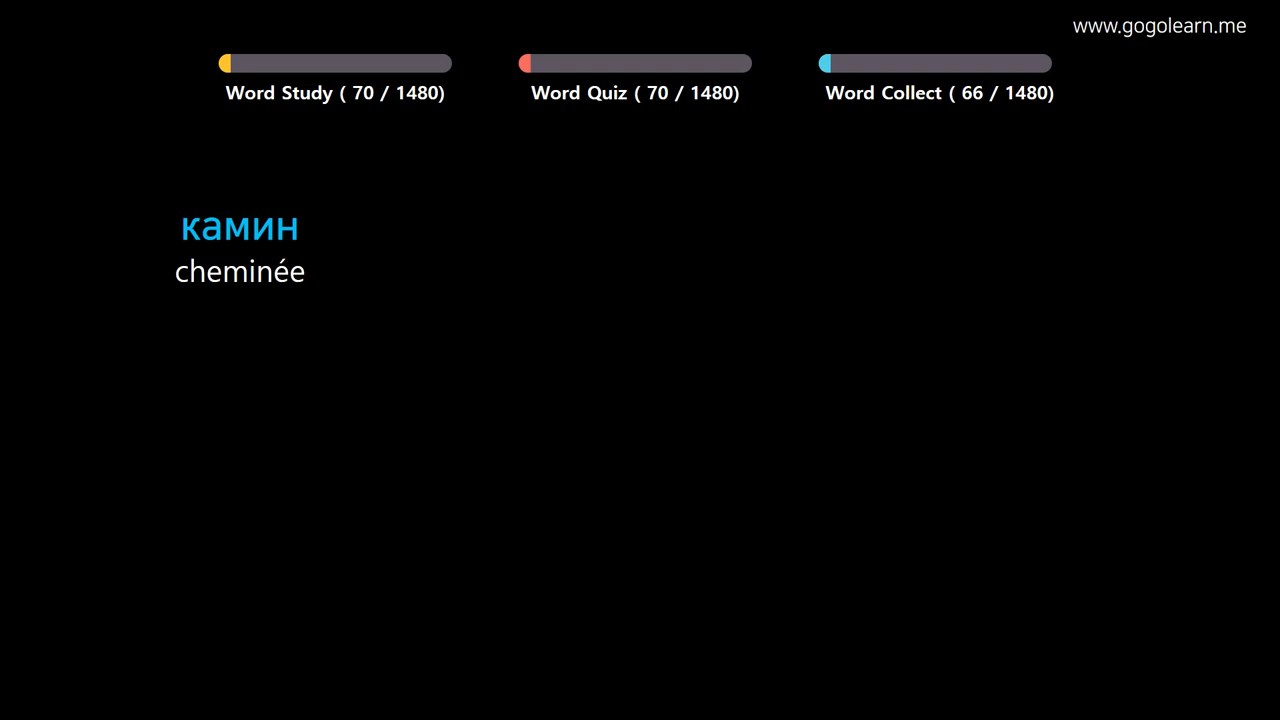 www.gogolearn.me
Word Study ( 70 / 1480)
Word Quiz ( 70 / 1480)
Word Collect ( 66 / 1480)
камин
cheminée